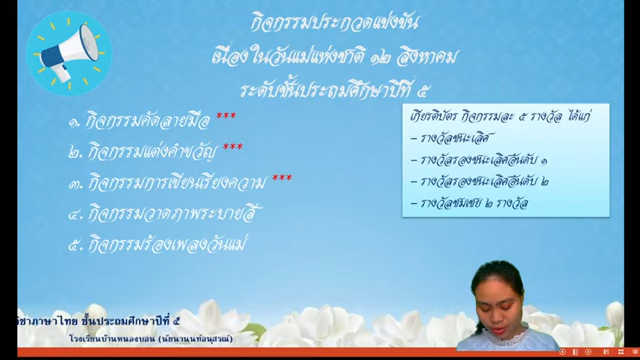 กิจกรรมประกวดแข่งขัน
เนื่องในวันแม่แห่งชาติ ๑๒ สิงหาคม
ระดับชั้นประถมศึกษาปีที่ ๕
๑. กิจกรรมคัดลายมือ ***
๒. กิจกรรมแต่งคำขวัญ ***
๓. กิจกรรมการเขียนเรียงความ ***
๔. กิจกรรมวาดภาพระบายสี
๕. กิจกรรมร้องเพลงวันแม่
เกียรติบัตร กิจกรรมละ ๕ รางวัล ได้แก่
- รางวัลชนะเลิศ
- รางวัลรองชนะเลิศอันดับ ๑
- รางวัลรองชนะเลิศอันดับ ๒
- รางวัลชมเชย ๒ รางวัล
วิชาภาษาไทย ชั้นประถมศึกษาปีที่ ๕
โรงเรียนบ้านหนองบอน (นัยนานนท์อนุสรณ์)